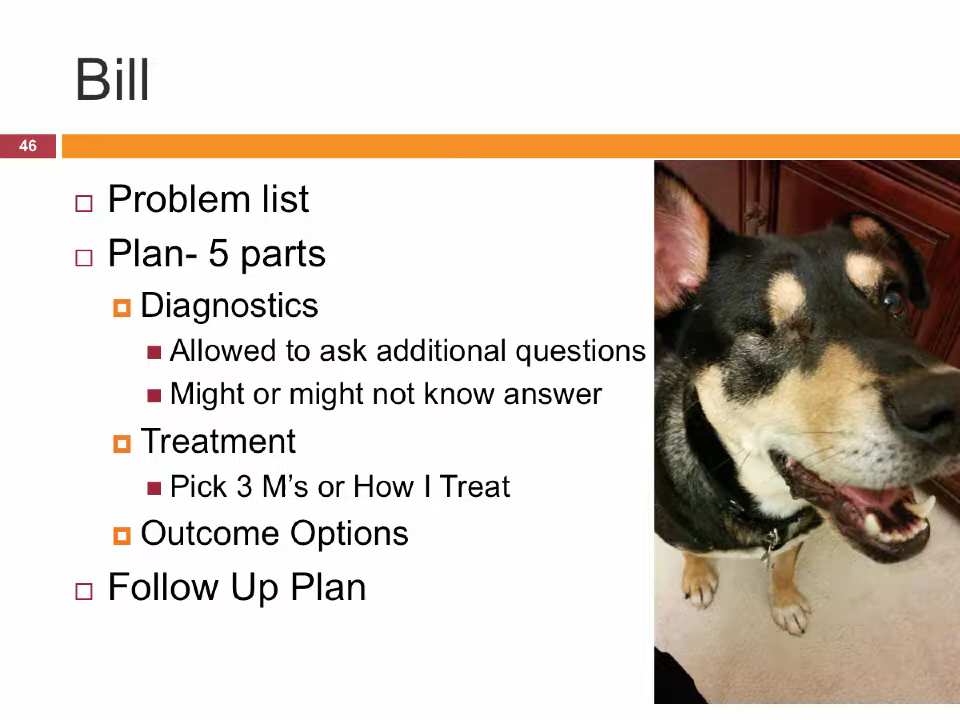 Bill
46
Problem list
Plan- 5 parts
Diagnostics
Allowed to ask additional questions
Might or might not know answer
Treatment
Pick 3 M’s or How I Treat
Outcome Options
Follow Up Plan